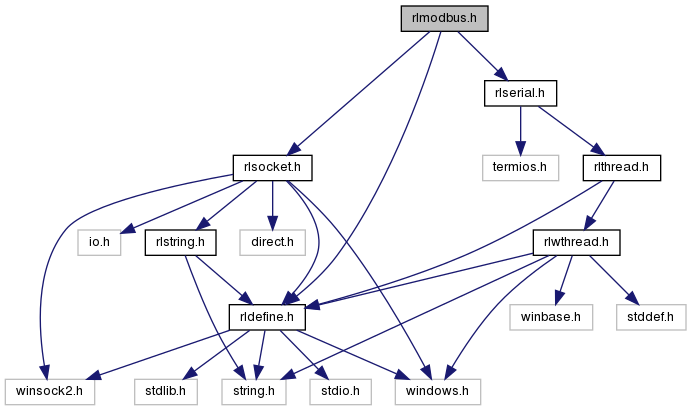 rlmodbus.h
rlserial.h
rlsocket.h
termios.h
rlthread.h
io.h
rlstring.h
direct.h
rlwthread.h
rldefine.h
winbase.h
stddef.h
winsock2.h
stdlib.h
string.h
stdio.h
windows.h